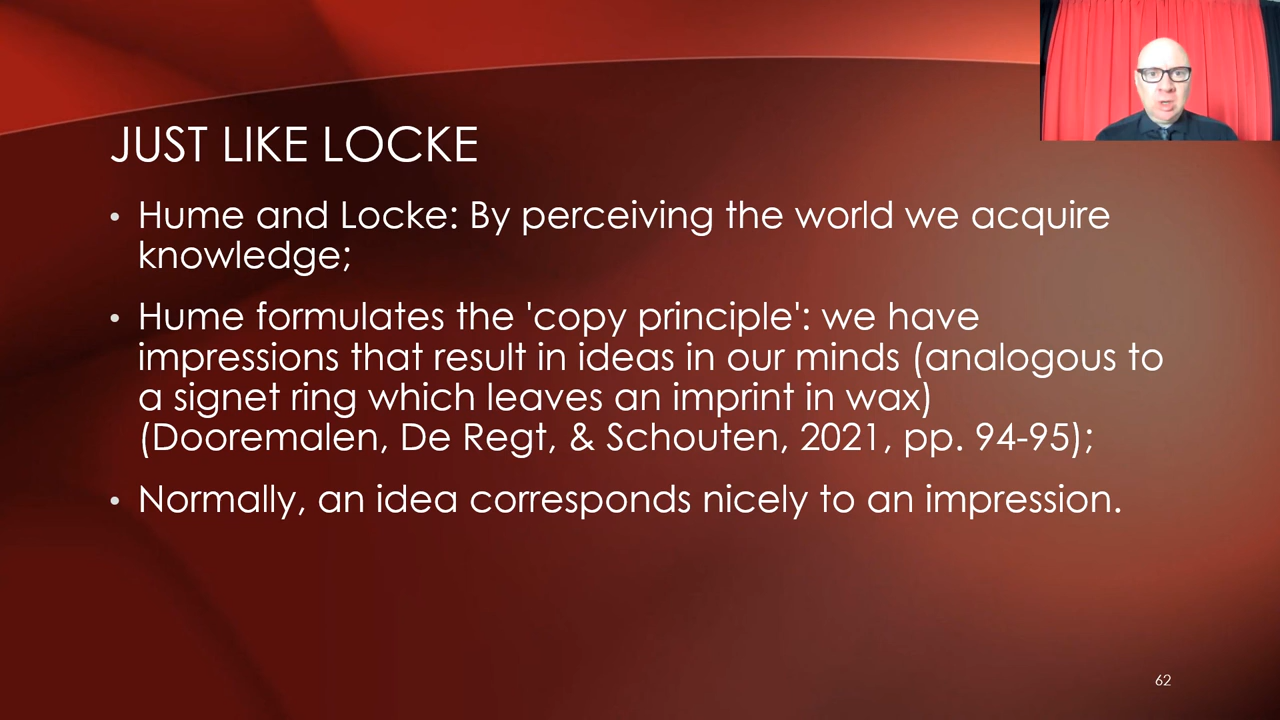 JUST LIKE LOCKE
• Hume and Locke: By perceiving the world we acquire
knowledge;
• Hume formulates the 'copy principle': we have
impressions that result in ideas in our minds (analogous to
a signet ring which leaves an imprint in wax)
(Dooremalen, De Regt, & Schouten, 2021, pp. 94-95);
• Normally, an idea corresponds nicely to an impression.
62